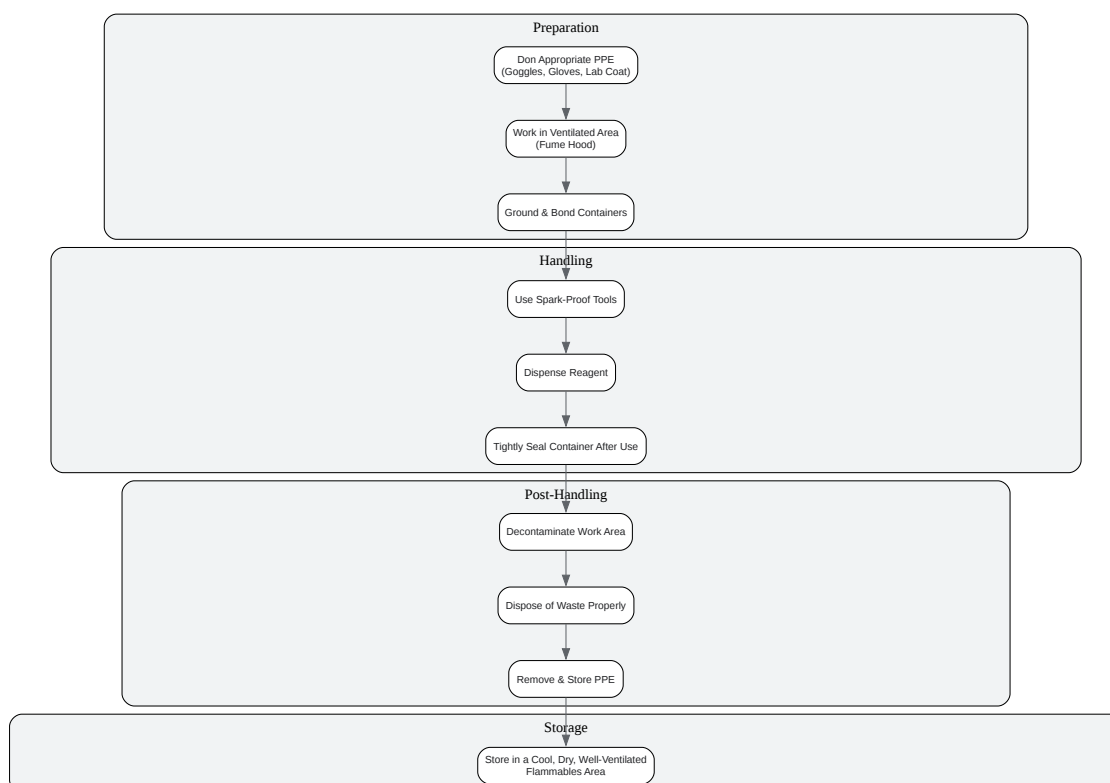 Preparation
Don Appropriate PPE
(Goggles, Gloves, Lab Coat)
Work in Ventilated Area
(Fume Hood)
Ground & Bond Containers
Handling
Use Spark-Proof Tools
Dispense Reagent
Tightly Seal Container After Use
Post-Handling
Decontaminate Work Area
Dispose of Waste Properly
Remove & Store PPE
Storage
Store in a Cool, Dry, Well-Ventilated
Flammables Area